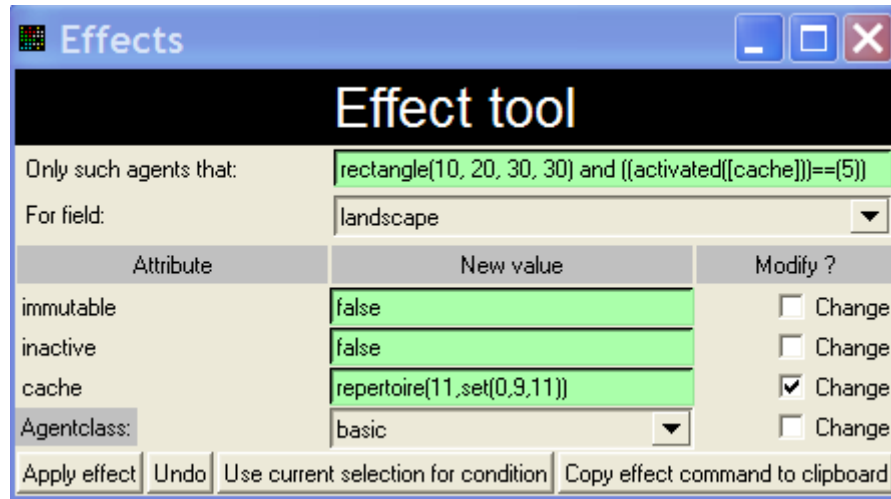 Effects
Effect tool
Only such agents that: rectangle(10, 20, 30, 30) and ((activated([cache]))==(5))
For field: landscape
Attribute New value Modify ?
immutable false Change
inactive false Change
cache repertoire(11,set(0,9,11)) Change
Agentclass: basic Change
Apply effect Undo Use current selection for condition Copy effect command to clipboard